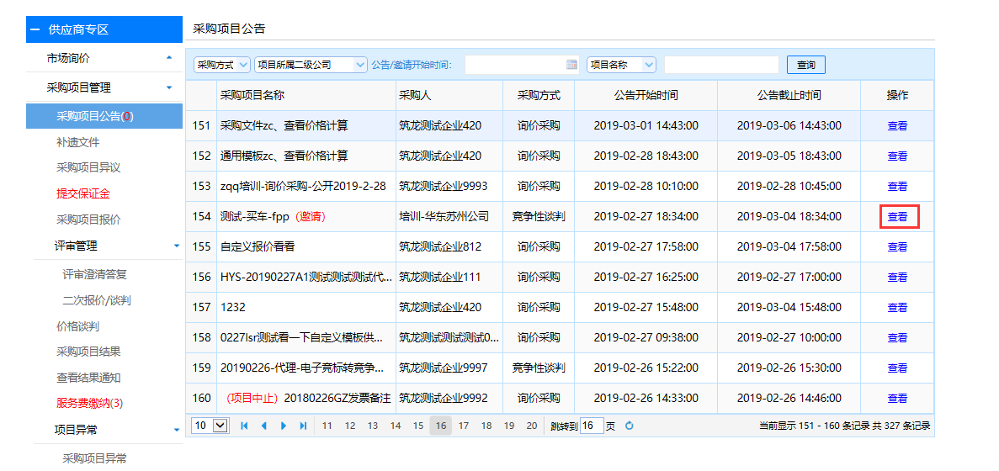 供应商专区
市场询价
采购项目管理
采购项目公告(0)
补遗文件
采购项目异议
提交保证金
采购项目报价
评审管理
评审澄清答复
二次报价/谈判
价格谈判
采购项目结果
查看结果通知
服务费缴纳(3)
项目异常
采购项目异常
采购项目公告
采购方式 项目所属二级公司 公告/邀请开始时间: 项目名称 查询
采购项目名称 采购人 采购方式 公告开始时间 公告截止时间 操作
151 采购文件zc、查看价格计算 筑龙测试企业420 询价采购 2019-03-01 14:43:00 2019-03-06 14:43:00 查看
152 通用模板zc、查看价格计算 筑龙测试企业420 询价采购 2019-02-28 18:43:00 2019-03-05 18:43:00 查看
153 zqq培训-询价采购-公开2019-2-28 筑龙测试企业9993 询价采购 2019-02-28 10:10:00 2019-02-28 10:45:00 查看
154 测试-买车-fpp（邀请） 培训-华东苏州公司 竞争性谈判 2019-02-27 18:34:00 2019-03-04 18:34:00 查看
155 自定义报价看看 筑龙测试企业812 询价采购 2019-02-27 17:58:00 2019-03-04 17:58:00 查看
156 HYS-20190227A1测试测试测试代... 筑龙测试企业111 询价采购 2019-02-27 16:25:00 2019-02-27 17:00:00 查看
157 1232 筑龙测试企业420 询价采购 2019-02-27 15:48:00 2019-03-04 15:48:00 查看
158 0227lsr测试看一下自定义模板供... 筑龙测试测试测试0... 询价采购 2019-02-27 09:38:00 2019-02-27 10:00:00 查看
159 20190226-代理-电子竞标转竞争... 筑龙测试企业9997 竞争性谈判 2019-02-26 15:22:00 2019-02-26 15:30:00 查看
160 （项目中止）20180226GZ发票备注 筑龙测试企业9992 询价采购 2019-02-26 14:33:00 2019-02-26 14:46:00 查看
10 11 12 13 14 15 16 17 18 19 20 跳转到 16 页 当前显示 151 - 160 条记录 共 327 条记录